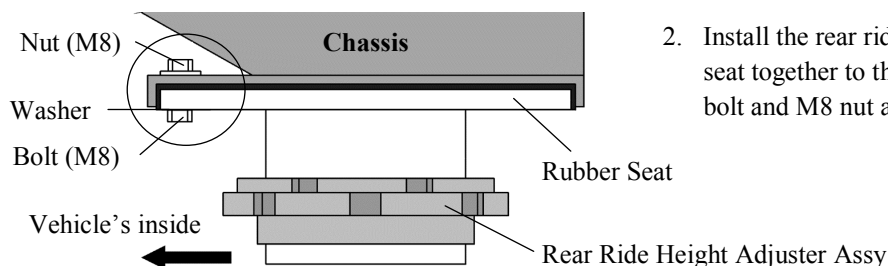 Nut (M8)
Chassis
Washer
Bolt (M8)
Rubber Seat
Vehicle’s inside
Rear Ride Height Adjuster Assy
2. Install the rear rid
seat together to th
bolt and M8 nut a